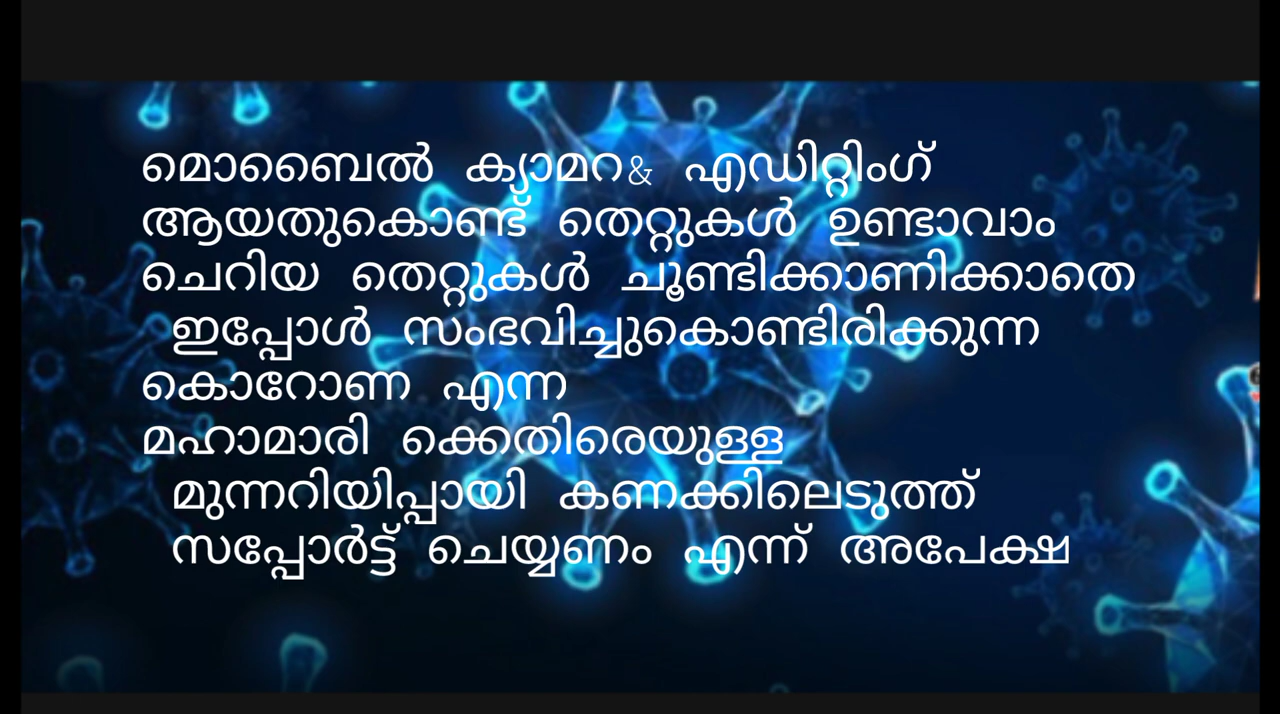 മൊബൈൽ ക്യാമറ& എഡിറ്റിംഗ്
ആയതുകൊണ്ട് തെറ്റുകൾ ഉണ്ടാവാം
ചെറിയ തെറ്റുകൾ ചൂണ്ടിക്കാണിക്കാതെ
ഇപ്പോൾ സംഭവിച്ചുകൊണ്ടിരിക്കുന്ന
കൊറോണ എന്ന
മഹാമാരി ക്കെതിരെയുള്ള
മുന്നറിയിപ്പായി കണക്കിലെടുത്ത്
സപ്പോർട്ട് ചെയ്യണം എന്ന് അപേക്ഷ